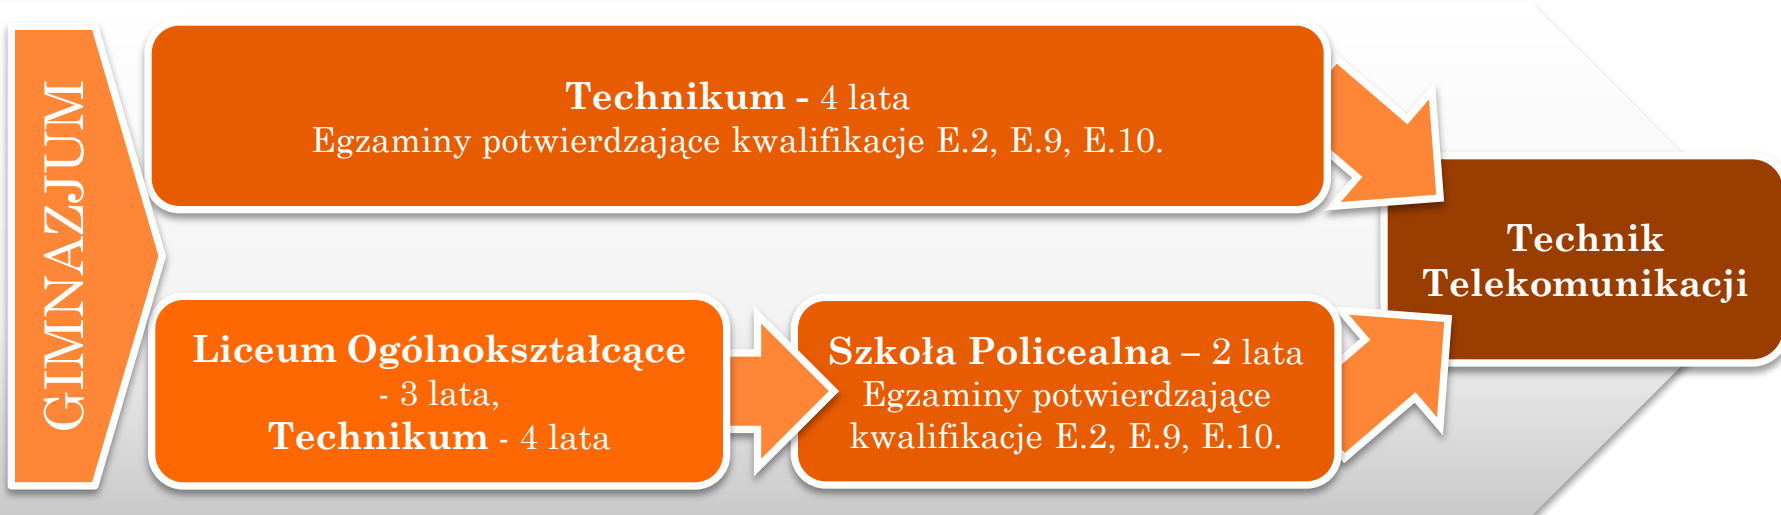 GIMNAZJUM
Technikum - 4 lata
Egzaminy potwierdzające kwalifikacje E.2, E.9, E.10.
Liceum Ogólnokształcące
- 3 lata,
Technikum - 4 lata
Szkoła Policealna – 2 lata
Egzaminy potwierdzające
kwalifikacje E.2, E.9, E.10.
Technik
Telekomunikacji